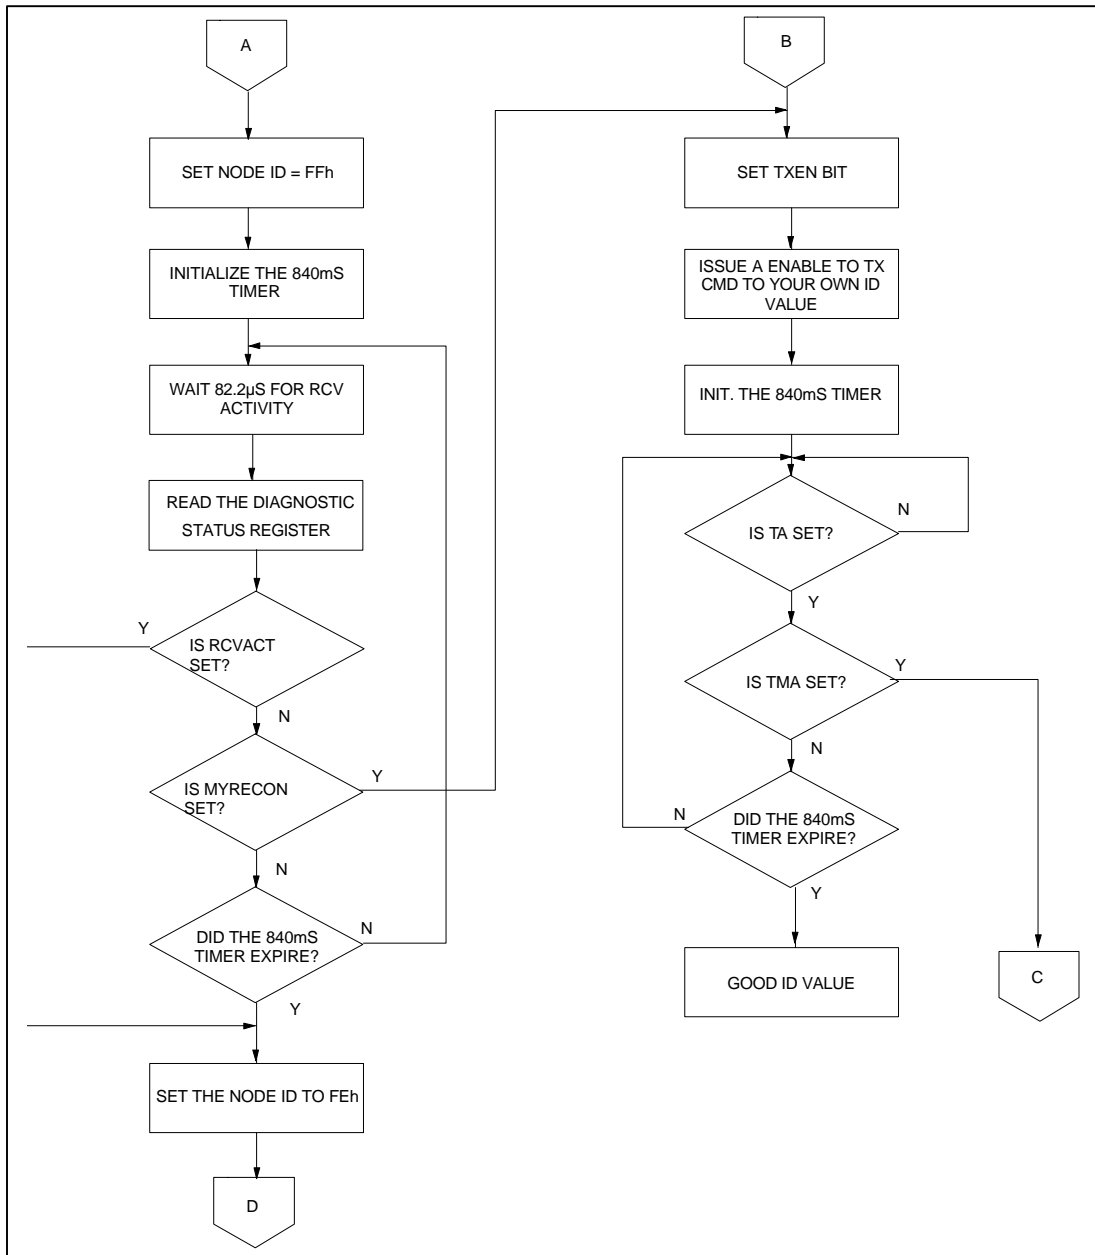 A
SET NODE ID = FFh
INITIALIZE THE 840mS
TIMER
WAIT 82.2µS FOR RCV
ACTIVITY
READ THE DIAGNOSTIC
STATUS REGISTER
Y
IS RCVACT
SET?
N
IS MYRECON
SET?
Y
N
DID THE 840mS
TIMER EXPIRE?
N
Y
SET THE NODE ID TO FEh
D
B
SET TXEN BIT
ISSUE A ENABLE TO TX
CMD TO YOUR OWN ID
VALUE
INIT. THE 840mS TIMER
IS TA SET?
N
Y
IS TMA SET?
Y
N
N
DID THE 840mS
TIMER EXPIRE?
Y
GOOD ID VALUE
C